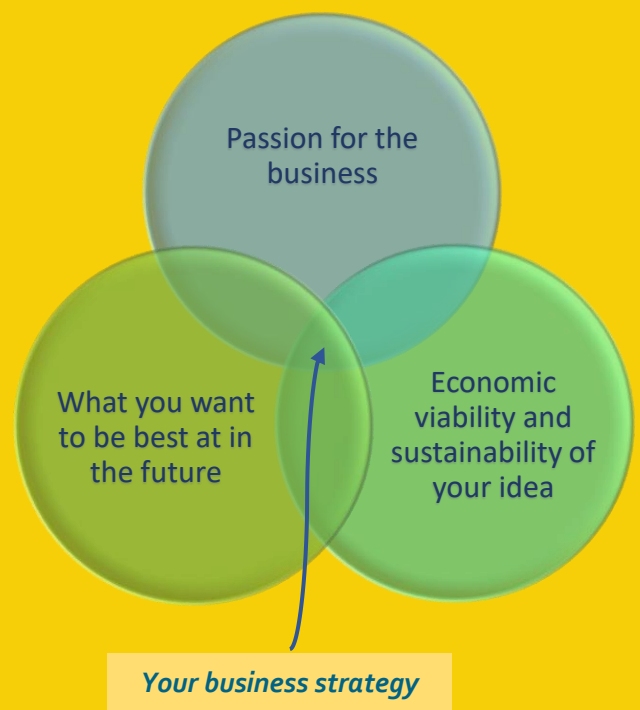 Passion for the
business
What you want
to be best at in
the future
Economic
viability and
sustainability of
your idea
Your business strategy